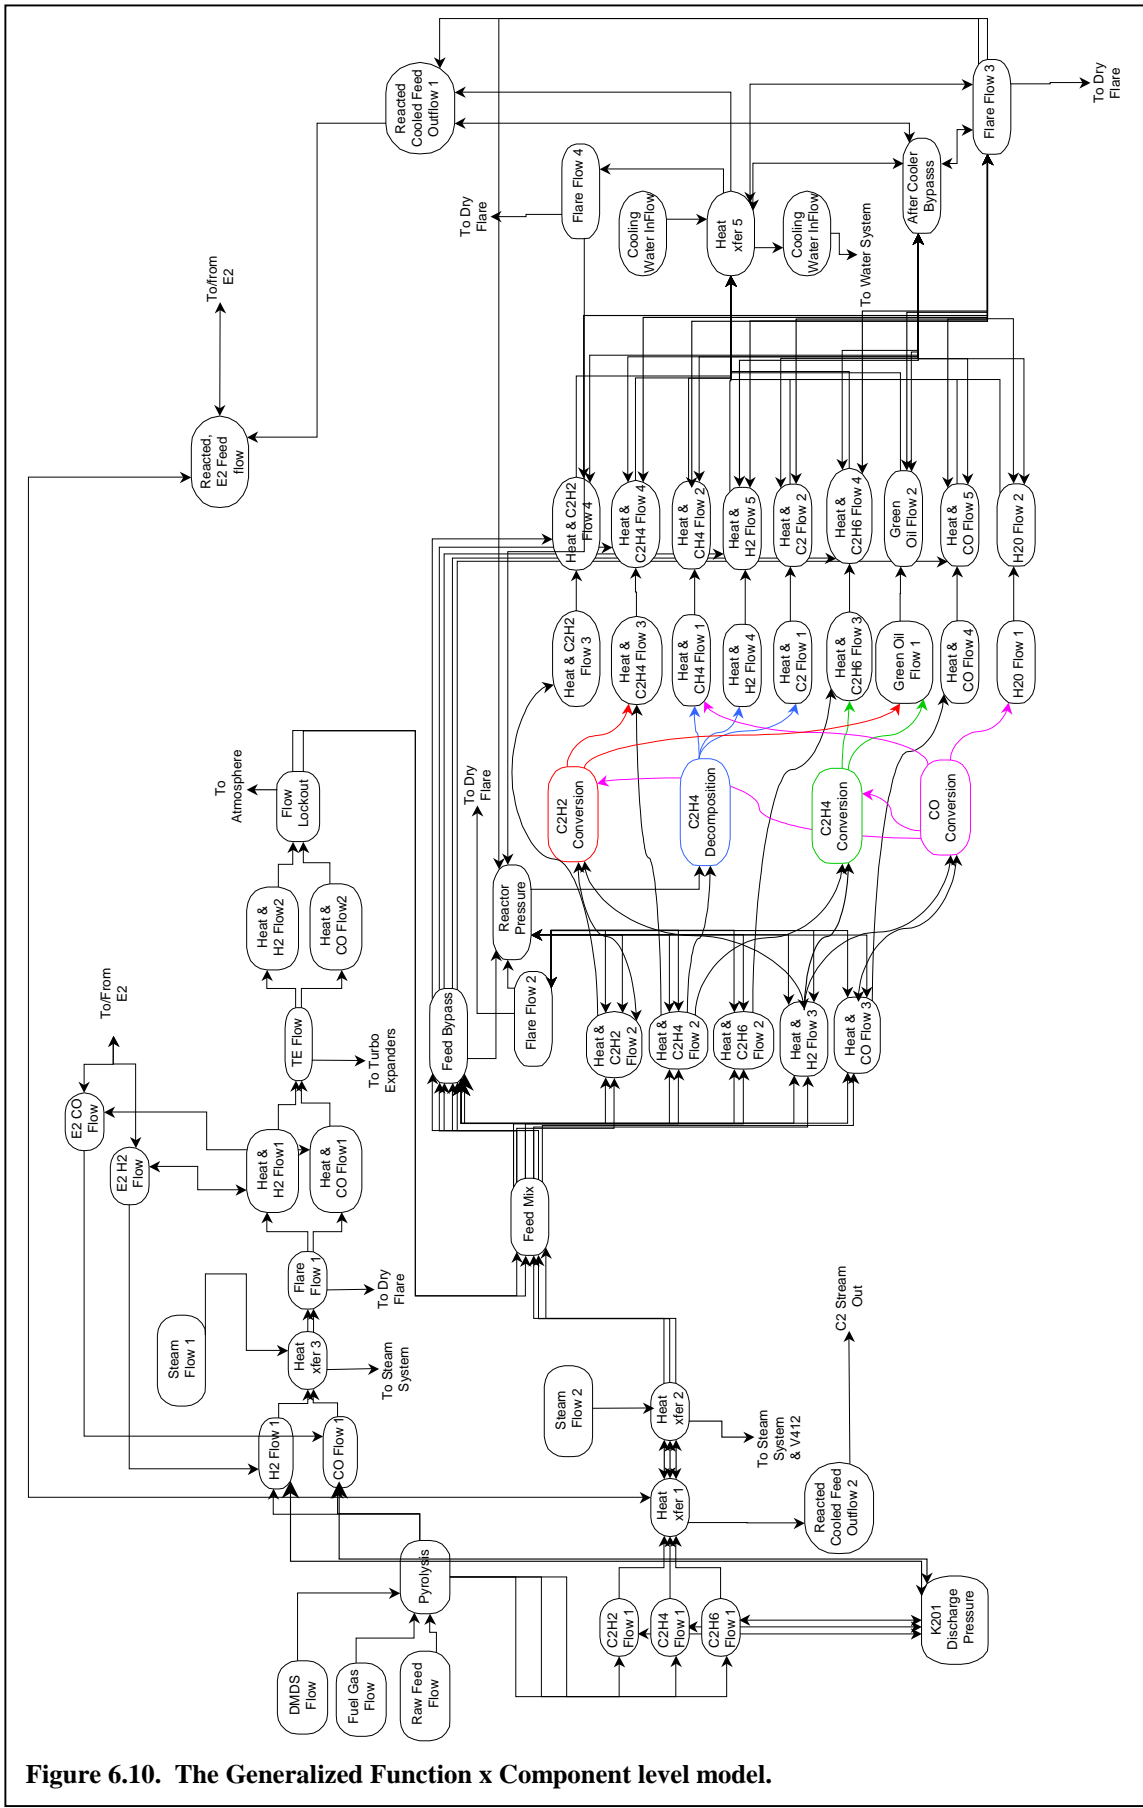 DMDS
Flow
Fuel Gas
Flow
Raw Feed
Flow
Pyrolysis
H2 Flow 1
CO Flow 1
Steam
Flow 1
Heat
xfer 3
To Steam
System
Flare
Flow 1
To Dry
Flare
E2 CO
Flow
E2 H2
Flow
To/From
E2
Heat &
H2 Flow1
Heat &
CO Flow1
TE Flow
To Turbo
Expanders
Heat &
H2 Flow2
Heat &
CO Flow2
Flow
Lockout
To
Atmosphere
Reacted,
E2 Feed
flow
To/from
E2
Reacted
Cooled Feed
Outflow 1
C2H2
Flow 1
C2H4
Flow 1
C2H6
Flow 1
K201
Discharge
Pressure
Heat
xfer 1
Reacted
Cooled Feed
Outflow 2
C2 Stream
Out
Steam
Flow 2
Heat
xfer 2
To Steam
System
& V412
Feed Mix
Feed Bypass
Flare Flow 2
To Dry
Flare
Reactor
Pressure
Heat &
C2H2
Flow 2
Heat &
C2H4
Flow 2
Heat &
C2H6
Flow 2
Heat &
H2 Flow 3
Heat &
CO Flow 3
C2H2
Conversion
C2H4
Decomposition
C2H4
Conversion
CO
Conversion
Heat & C2H2
Flow 3
Heat &
C2H4 Flow 3
Heat &
CH4 Flow 1
Heat &
H2 Flow 4
Heat &
C2 Flow 1
Heat &
C2H6 Flow 3
Green Oil
Flow 1
Heat &
CO Flow 4
H20 Flow 1
Heat & C2H2
Flow 4
Heat &
C2H4 Flow 4
Heat &
CH4 Flow 2
Heat &
H2 Flow 5
Heat &
C2 Flow 2
Heat &
C2H6 Flow 4
Green
Oil Flow 2
Heat &
CO Flow 5
H20 Flow 2
To Dry
Flare
Flare Flow 4
Cooling
Water InFlow
Heat
xfer 5
Cooling
Water InFlow
To Water System
After Cooler
Bypasss
Flare Flow 3
To Dry
Flare
Figure 6.10. The Generalized Function x Component level model.